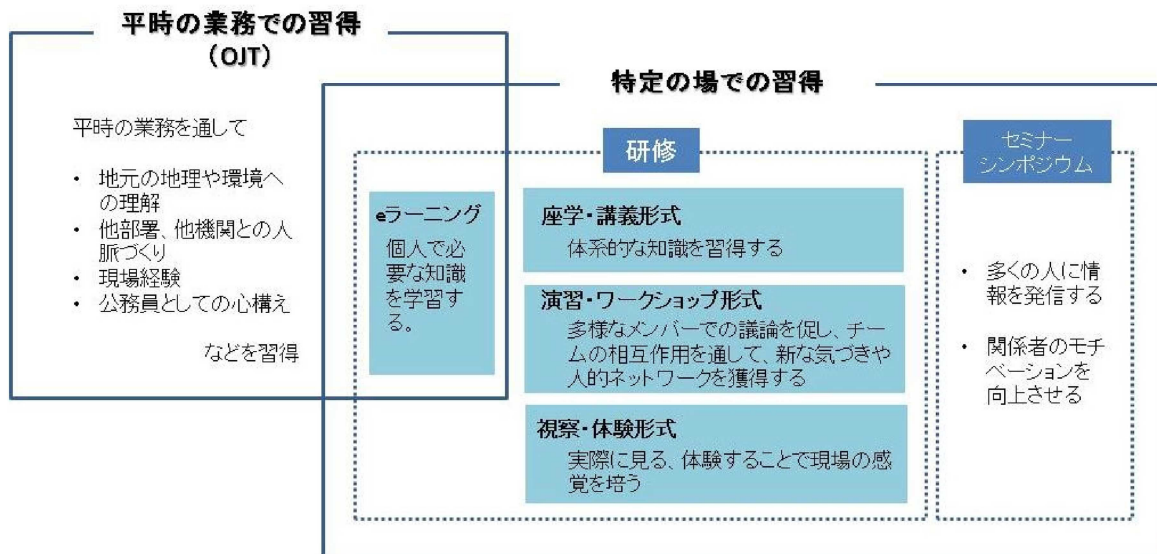 平時の業務での習得
（OJT）
平時の業務を通して
・ 地元の地理や環境へ
の理解
・ 他部署、他機関との人
脈づくり
・ 現場経験
・ 公務員としての心構え
などを習得
特定の場での習得
研修
eラーニング
個人で必
要な知識
を学習す
る。
座学・講義形式
体系的な知識を習得する
演習・ワークショップ形式
多様なメンバーでの議論を促し、チー
ムの相互作用を通して、新な気づきや
人的ネットワークを獲得する
視察・体験形式
実際に見る、体験することで現場の感
覚を培う
セミナー
シンポジウム
・ 多くの人に情
報を発信する
・ 関係者のモチ
ベーションを
向上させる